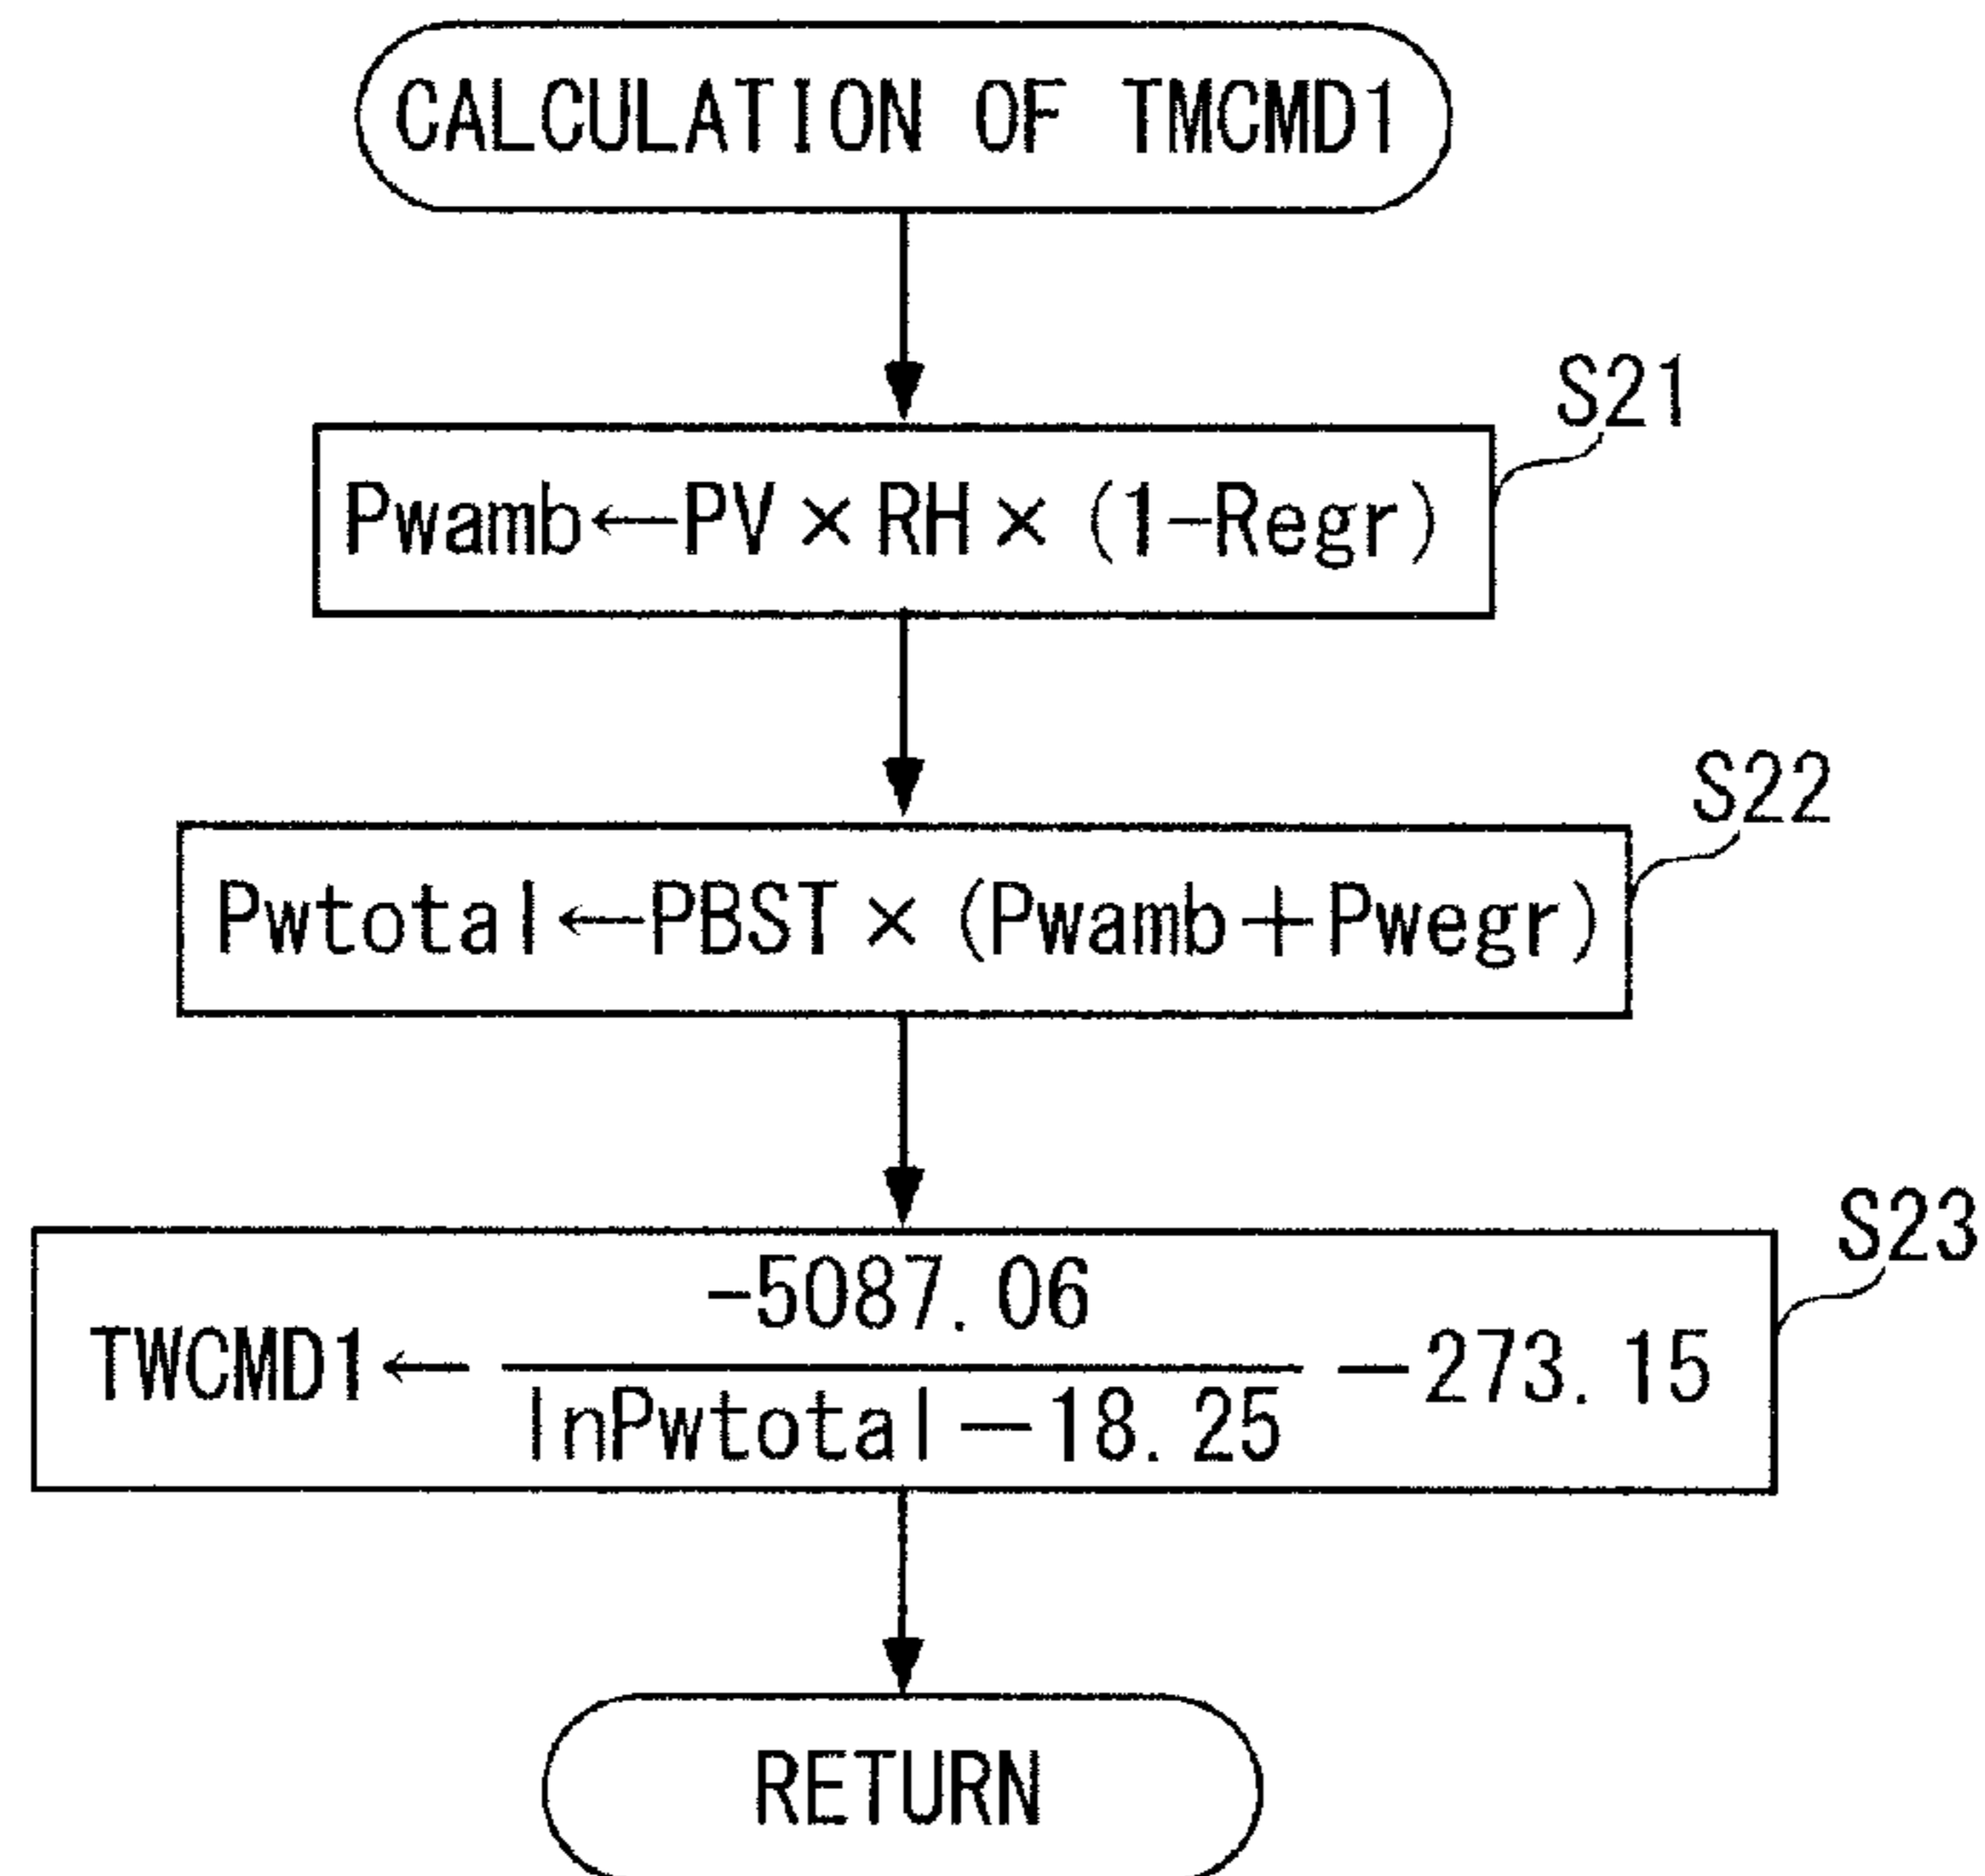 CALCULATION OF TMCMD1
S21
Pwamb←PV×RH×(1-Regr)
S22
Pwtotal←PBST×(Pwamb+Pwegr)
S23
-5087.06
TWCMD1← -273.15
lnPwtotal-18.25
RETURN